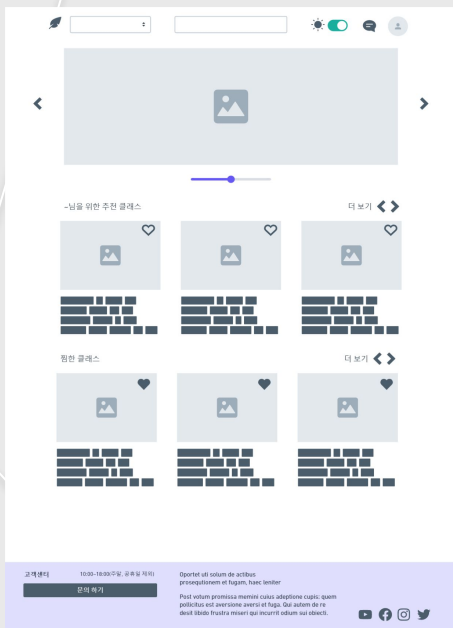 ~님을 위한 추천 클래스
더 보기
찜한 클래스
더 보기
고객센터
10:00~18:00(주말, 공휴일 제외)
문의 하기
Oportet uti solum de actibus
prosequtionem et fugam, haec leniter
Post votum promissa memini cuius adeptione cupis; quem
pollicitus est aversione aversi et fuga. Qui autem de re
desit libido frustra miseri qui incurrit odium sui obiecti.